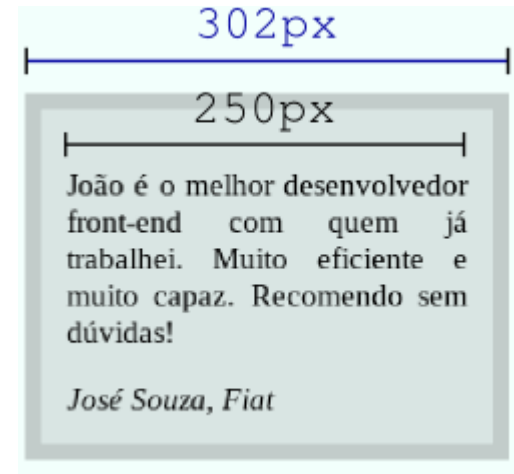 302px
250px
João é o melhor desenvolvedor
front-end com quem já
trabalhei. Muito eficiente e
muito capaz. Recomendo sem
dúvidas!
José Souza, Fiat